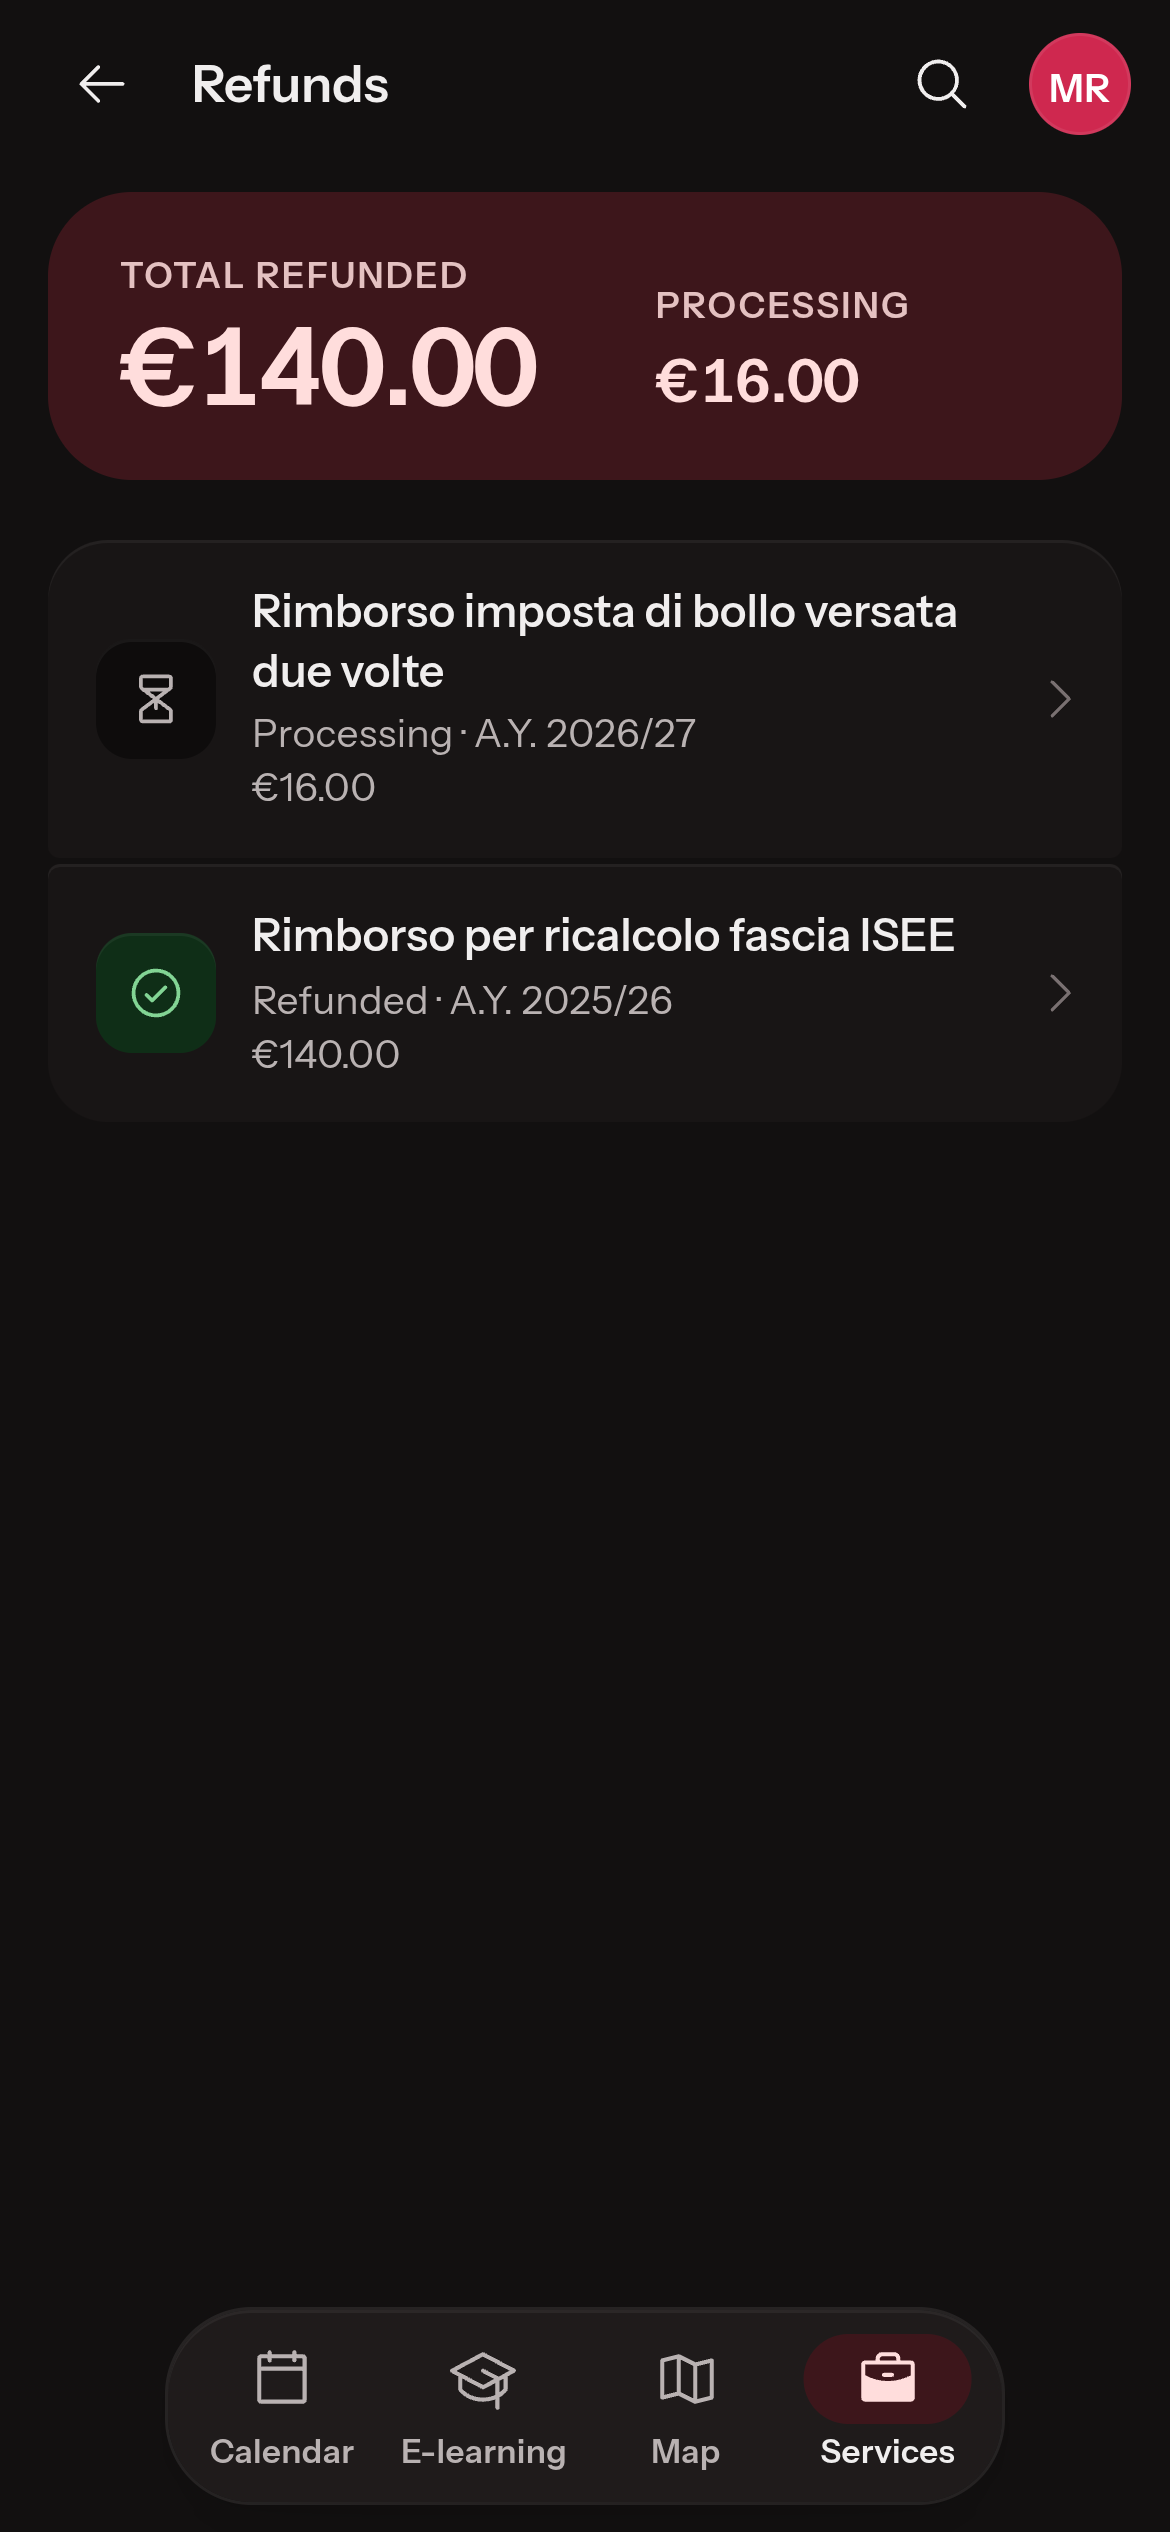 Refunds
MR
TOTAL REFUNDED
€140.00
PROCESSING
€16.00
Rimborso imposta di bollo versata
due volte
Processing · A.Y. 2026/27
€16.00
Rimborso per ricalcolo fascia ISEE
Refunded · A.Y. 2025/26
€140.00
Calendar
E-learning
Map
Services